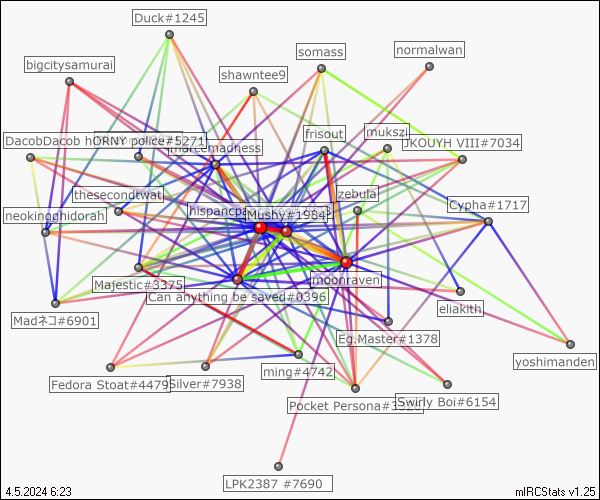 Duck#1245
somass
normalwan
bigcitysamurai
shawntee9
frisout
mukszi
DacobDacob hORNY police#5271
JKOUYH VIII#7034
marcemadness
thesecondtwat
zebula
neokingghidorah
Mushy#1984
Cypha#1717
moonraven
Majestic#3375
Can anything be saved#0396
eliakith
Madネコ#6901
Eg.Master#1378
yoshimanden
ming#4742
Fedora Stoat#4479
Silver#7938
Pocket Persona
Swirly Boi#6154
LPK2387 #7690
4.5.2024 6:23
mIRCStats v1.25